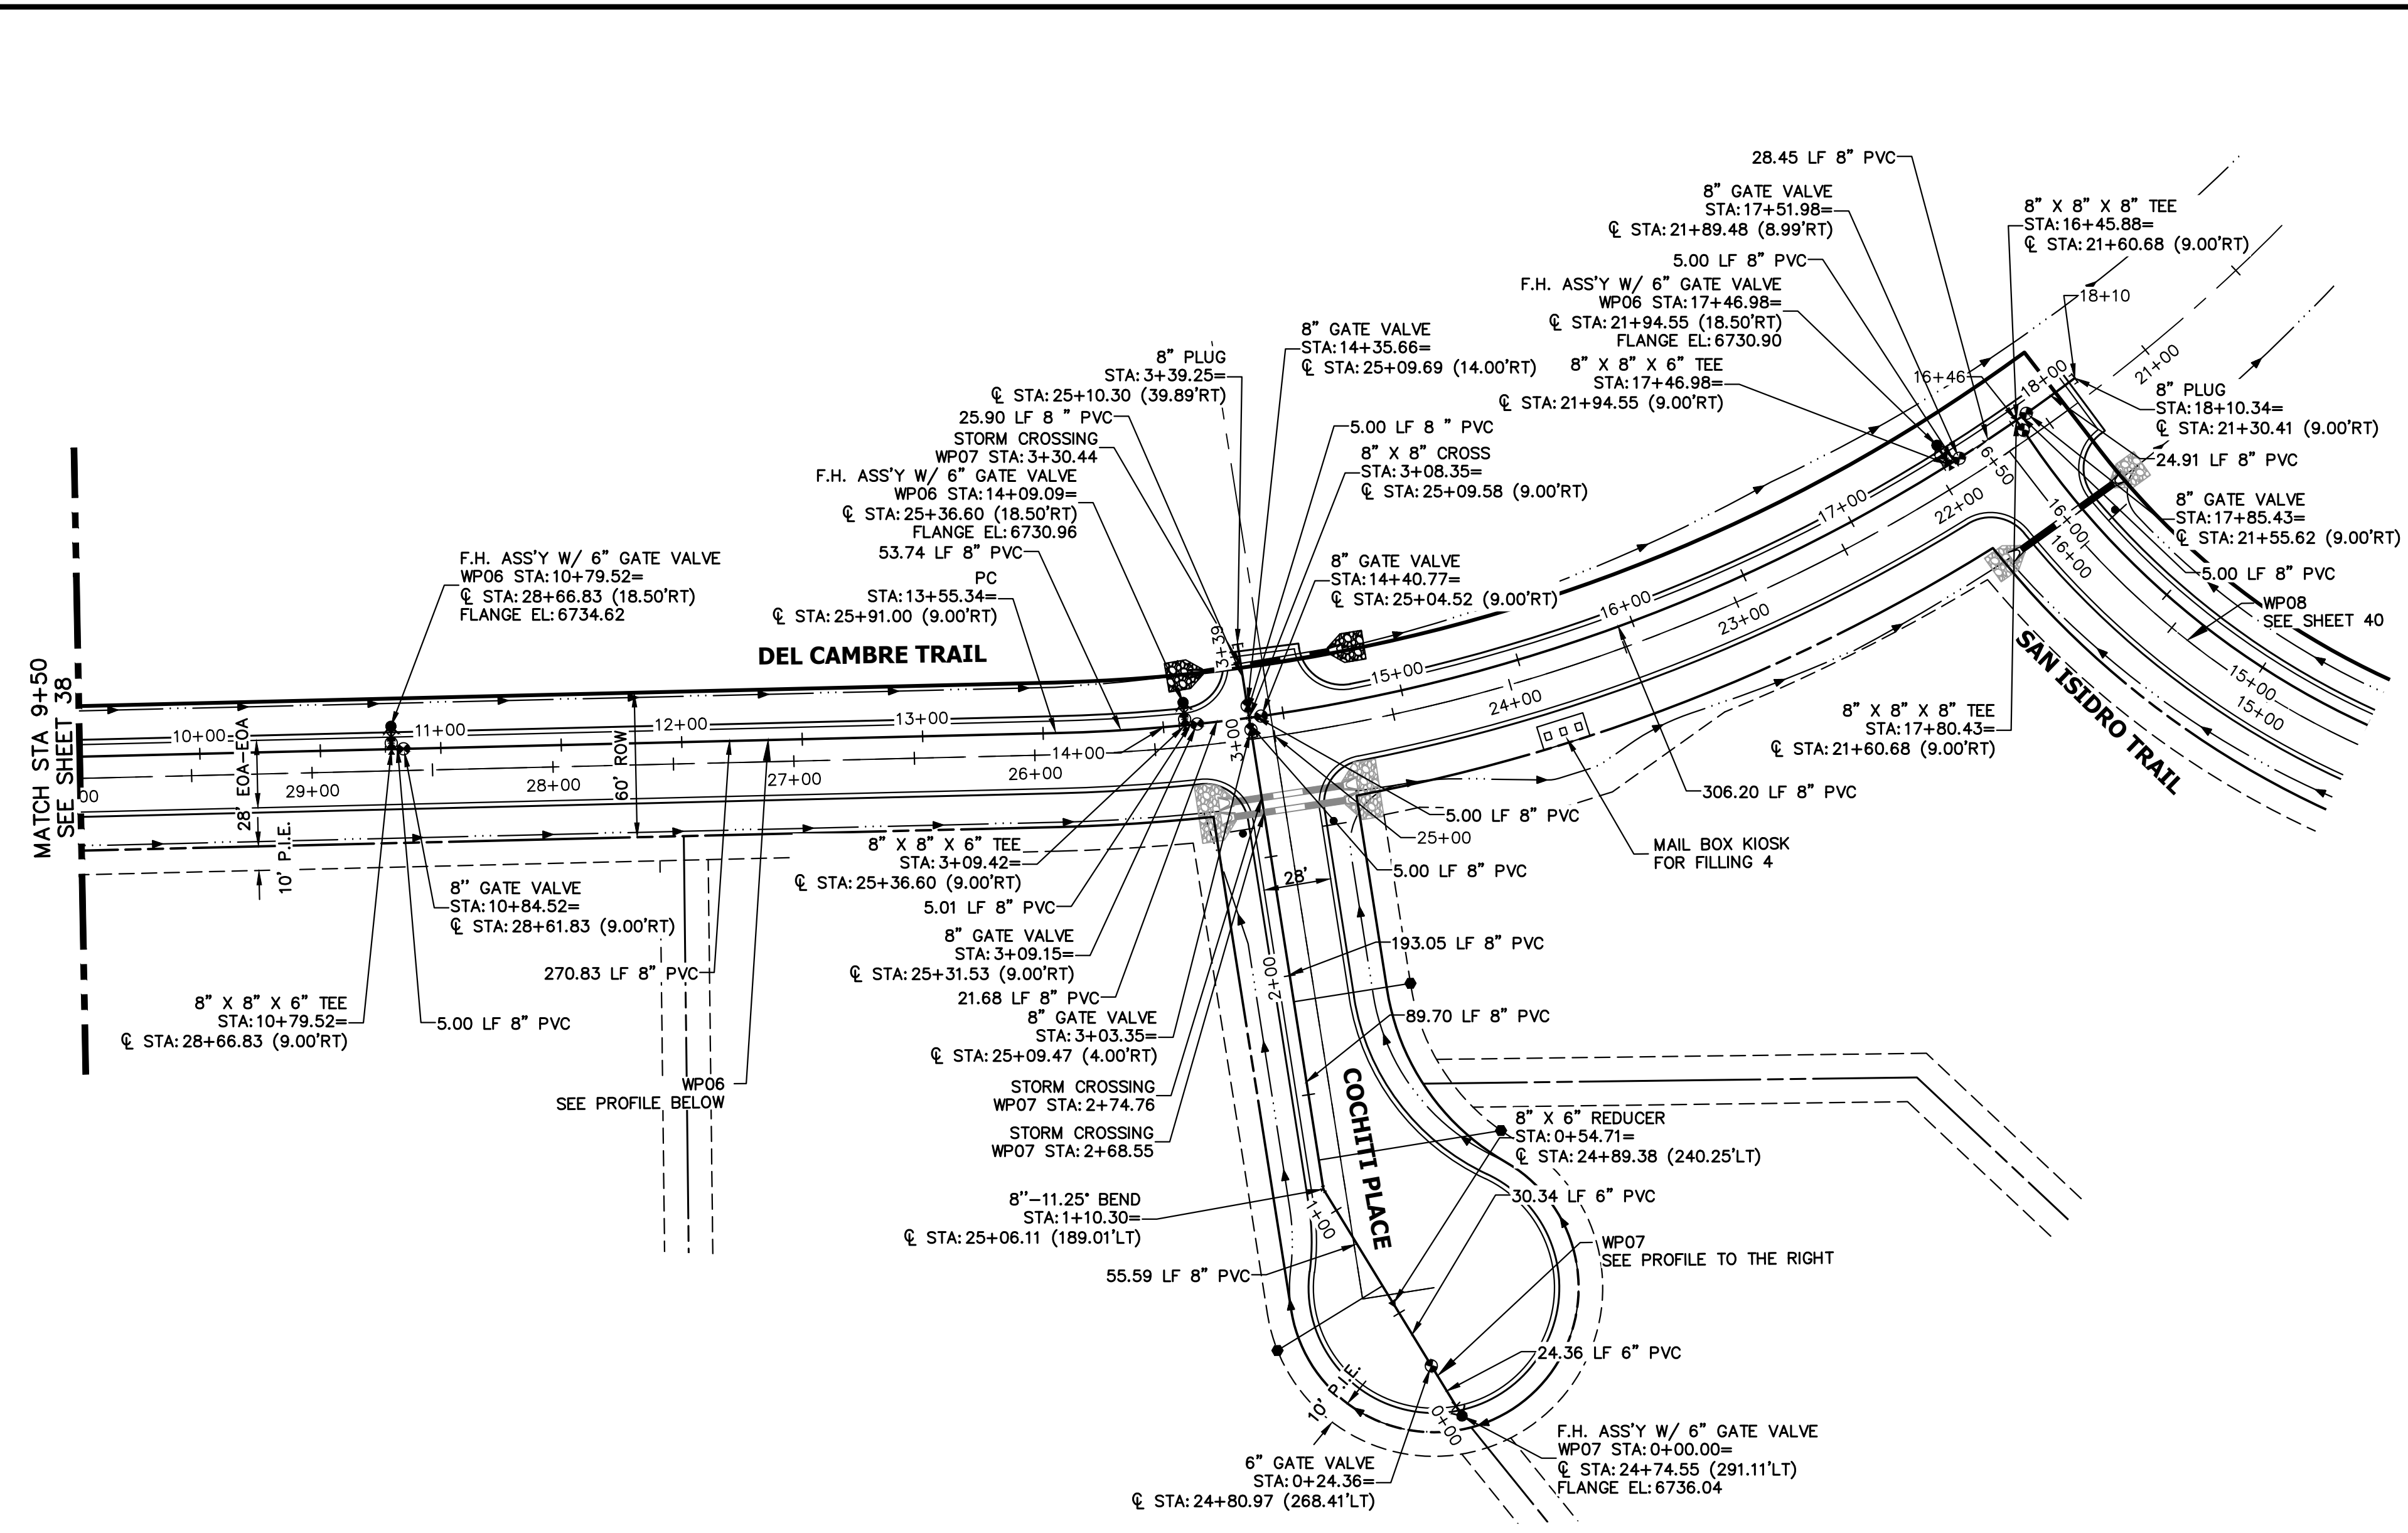 28.45 LF 8" PVC
8" GATE VALVE
STA:17+51.98=
℄ STA:21+89.48 (8.99'RT)
5.00 LF 8" PVC
F.H. ASS'Y W/ 6" GATE VALVE
WP06 STA:17+46.98=
℄ STA:21+94.55 (18.50'RT)
FLANGE EL:6730.90
8" X 8" X 6" TEE
STA:17+46.98=
℄ STA:21+94.55 (9.00'RT)
8" X 8" X 8" TEE
STA:16+45.88=
℄ STA:21+60.68 (9.00'RT)
18+10
16+46
18+00
21+00
8" PLUG
STA:18+10.34=
℄ STA:21+30.41 (9.00'RT)
24.91 LF 8" PVC
8" GATE VALVE
STA:17+85.43=
℄ STA:21+55.62 (9.00'RT)
5.00 LF 8" PVC
WP08
SEE SHEET 40
8" GATE VALVE
STA:14+35.66=
℄ STA:25+09.69 (14.00'RT)
8" PLUG
STA:3+39.25=
℄ STA:25+10.30 (39.89'RT)
25.90 LF 8 " PVC
STORM CROSSING
WP07 STA:3+30.44
F.H. ASS'Y W/ 6" GATE VALVE
WP06 STA:14+09.09=
℄ STA:25+36.60 (18.50'RT)
FLANGE EL:6730.96
53.74 LF 8" PVC
PC
STA:13+55.34=
℄ STA:25+91.00 (9.00'RT)
5.00 LF 8 " PVC
8" X 8" CROSS
STA:3+08.35=
℄ STA:25+09.58 (9.00'RT)
8" GATE VALVE
STA:14+40.77=
℄ STA:25+04.52 (9.00'RT)
F.H. ASS'Y W/ 6" GATE VALVE
WP06 STA:10+79.52=
℄ STA:28+66.83 (18.50'RT)
FLANGE EL:6734.62
DEL CAMBRE TRAIL
MATCH STA 9+50
SEE SHEET 38
00
10+00
11+00
12+00
13+00
14+00
15+00
16+00
17+00
6+50
16+00
16+00
15+00
15+00
29+00
28+00
27+00
26+00
24+00
23+00
22+00
3+39
3+00
28' EOA-EOA
10' P.I.E.
60' ROW
SAN ISIDRO TRAIL
8" X 8" X 8" TEE
STA:17+80.43=
℄ STA:21+60.68 (9.00'RT)
306.20 LF 8" PVC
MAIL BOX KIOSK
FOR FILLING 4
5.00 LF 8" PVC
25+00
5.00 LF 8" PVC
8'' GATE VALVE
STA:10+84.52=
℄ STA:28+61.83 (9.00'RT)
270.83 LF 8" PVC
8" X 8" X 6" TEE
STA:10+79.52=
℄ STA:28+66.83 (9.00'RT)
5.00 LF 8" PVC
WP06
SEE PROFILE BELOW
8" X 8" X 6" TEE
STA:3+09.42=
℄ STA:25+36.60 (9.00'RT)
5.01 LF 8" PVC
8" GATE VALVE
STA:3+09.15=
℄ STA:25+31.53 (9.00'RT)
21.68 LF 8" PVC
8" GATE VALVE
STA:3+03.35=
℄ STA:25+09.47 (4.00'RT)
STORM CROSSING
WP07 STA:2+74.76
STORM CROSSING
WP07 STA:2+68.55
28'
2+00
193.05 LF 8" PVC
89.70 LF 8" PVC
COCHITI PLACE
8" X 6" REDUCER
STA:0+54.71=
℄ STA:24+89.38 (240.25'LT)
8''-11.25° BEND
STA:1+10.30=
℄ STA:25+06.11 (189.01'LT)
1+00
30.34 LF 6" PVC
WP07
SEE PROFILE TO THE RIGHT
55.59 LF 8" PVC
24.36 LF 6" PVC
10' P.I.E.
0+00
F.H. ASS'Y W/ 6" GATE VALVE
WP07 STA:0+00.00=
℄ STA:24+74.55 (291.11'LT)
FLANGE EL:6736.04
6" GATE VALVE
STA:0+24.36=
℄ STA:24+80.97 (268.41'LT)